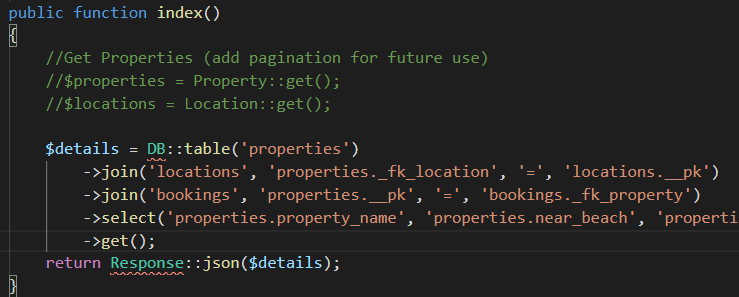 public function index()
{
//Get Properties (add pagination for future use)
//$properties = Property::get();
//$locations = Location::get();
$details = DB::table('properties')
->join('locations', 'properties._fk_location', '=', 'locations.__pk')
->join('bookings', 'properties.__pk', '=', 'bookings._fk_property')
->select('properties.property_name', 'properties.near_beach', 'properti
->get();
return Response::json($details);
}